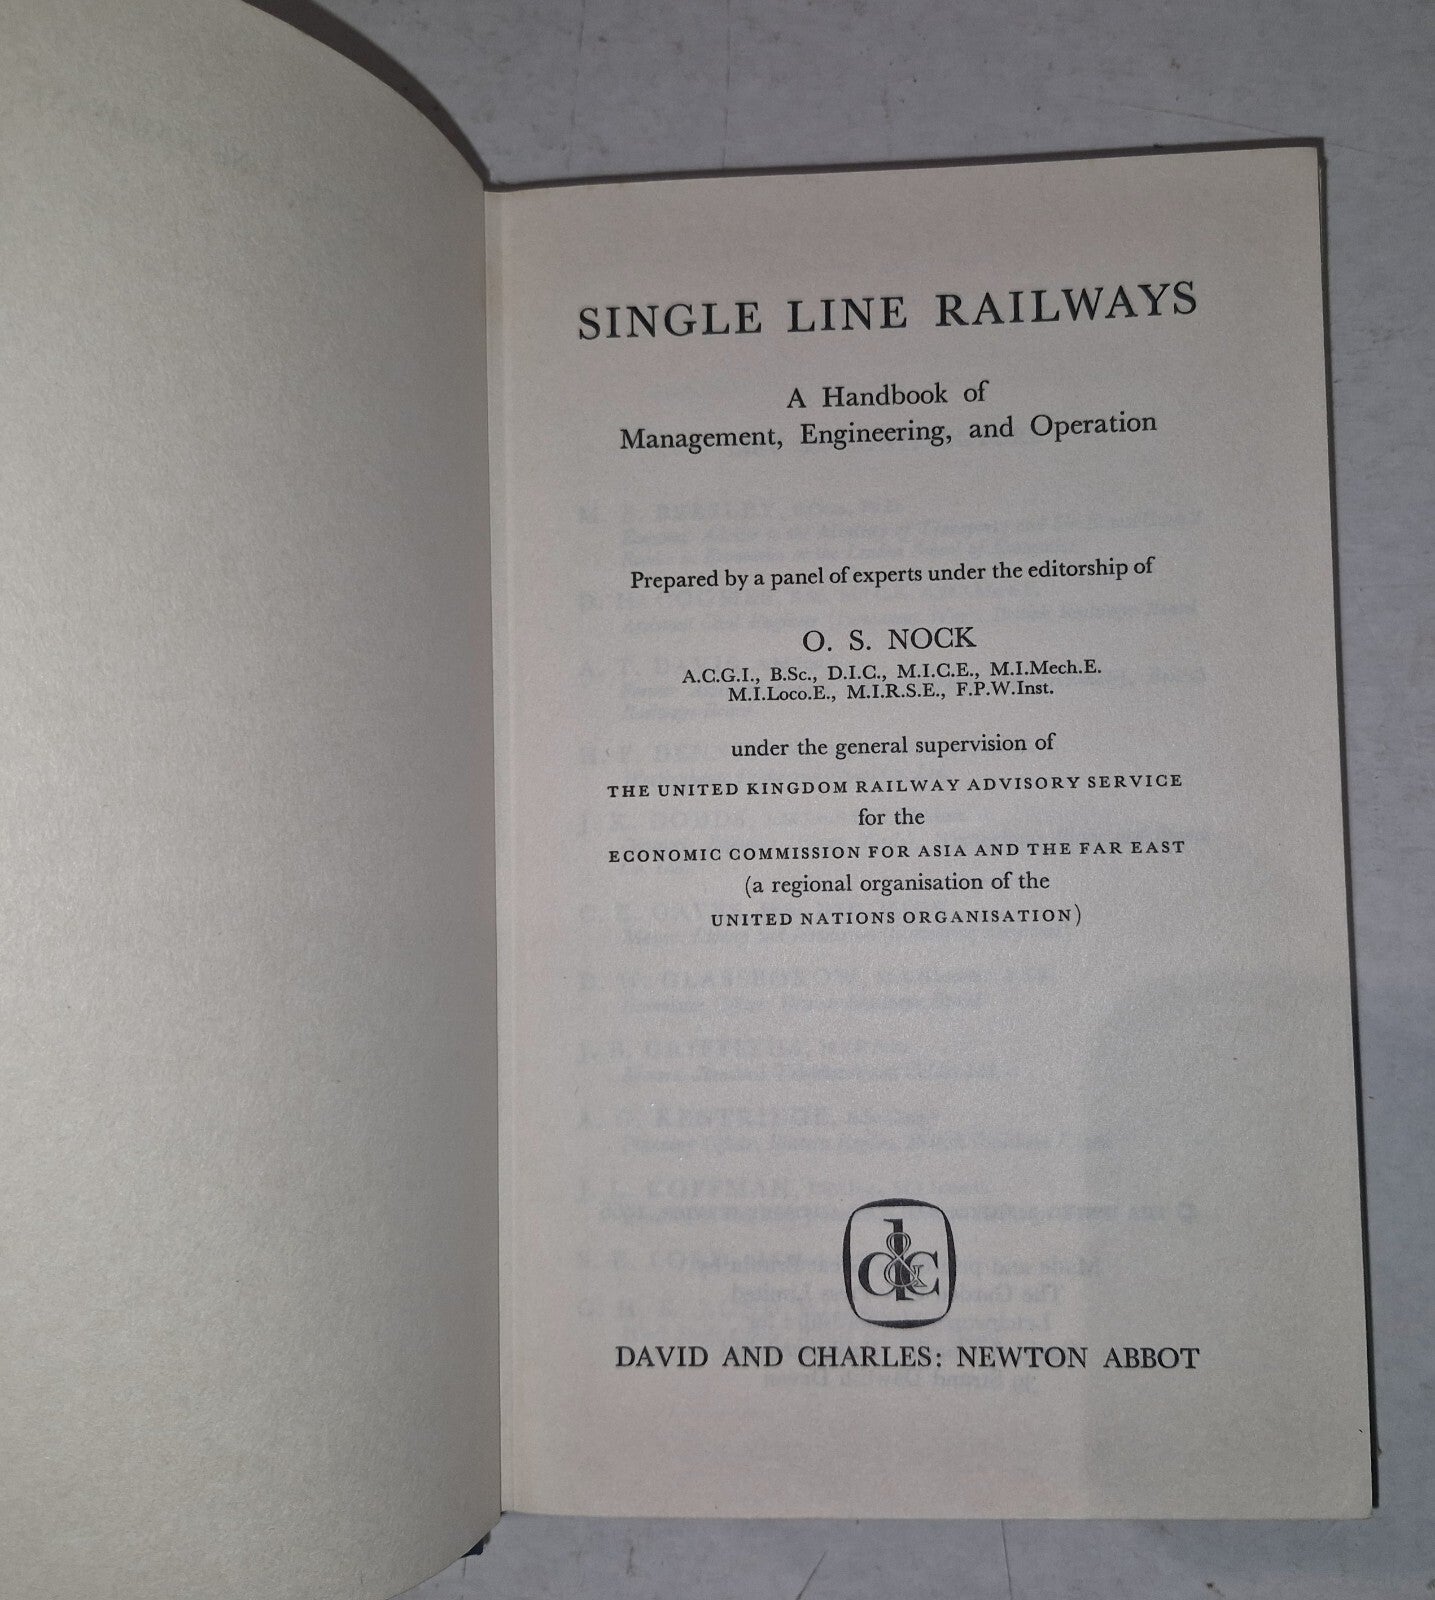 SINGLE LINE RAILWAYS
A Handbook of
Management, Engineering, and Operation
Prepared by a panel of experts under the editorship of
O. S. NOCK
A.C.G.I., B.Sc., D.I.C., M.I.C.E., M.I.Mech.E.
M.I.Loco.E., M.I.R.S.E., F.P.W.Inst.
under the general supervision of
THE UNITED KINGDOM RAILWAY ADVISORY SERVICE
for the
ECONOMIC COMMISSION FOR ASIA AND THE FAR EAST
(a regional organisation of the
UNITED NATIONS ORGANISATION)
d&c
DAVID AND CHARLES: NEWTON ABBOT